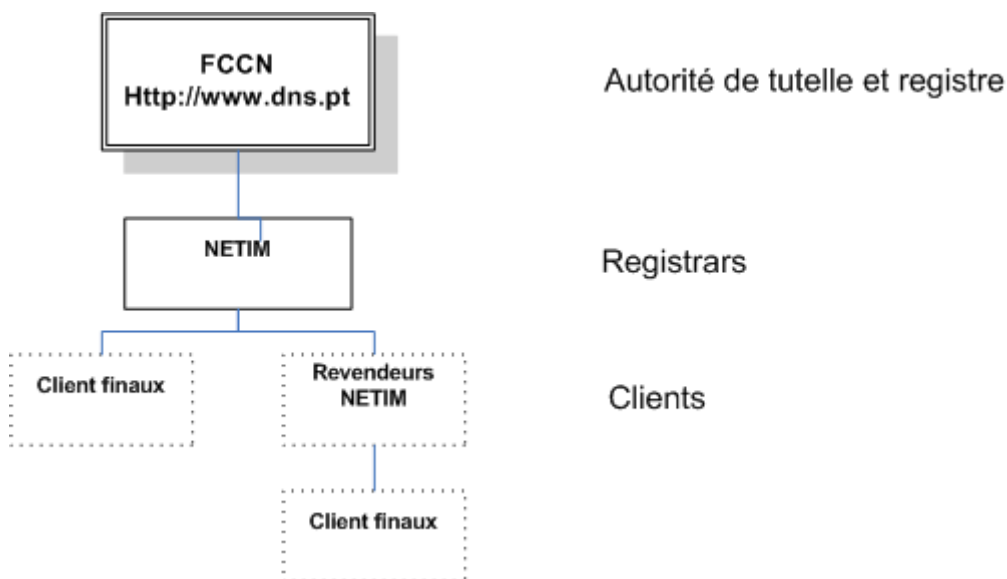 FCCN
Http://www.dns.pt
Autorité de tutelle et registre
NETIM
Registrars
Client finaux
Revendeurs
NETIM
Clients
Client finaux